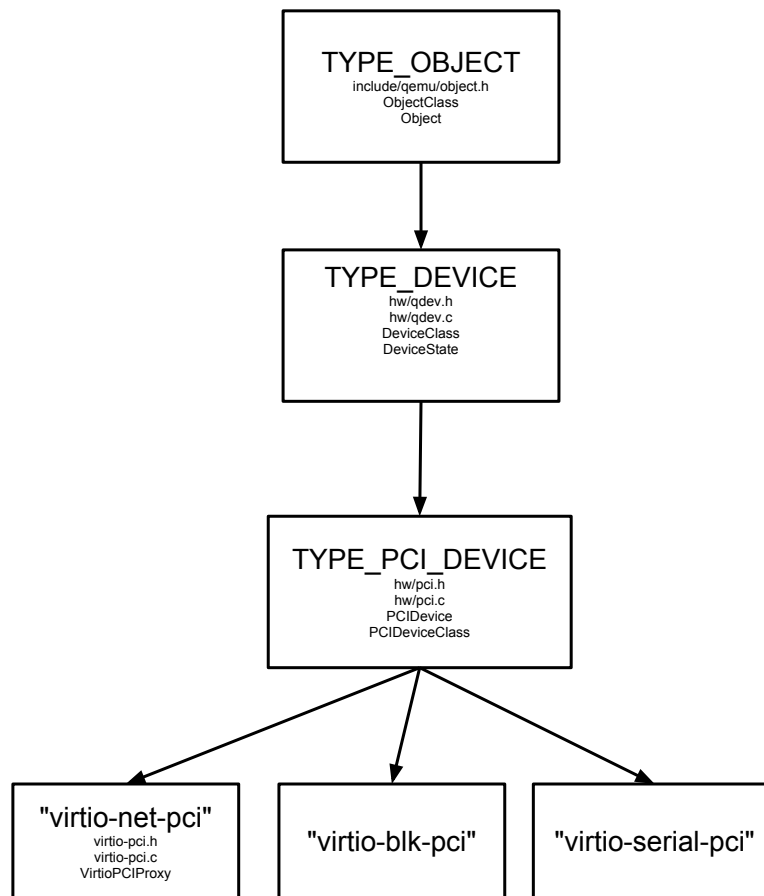 TYPE_OBJECT
include/qemu/object.h
ObjectClass
Object
TYPE_DEVICE
hw/qdev.h
hw/qdev.c
DeviceClass
DeviceState
TYPE_PCI_DEVICE
hw/pci.h
hw/pci.c
PCIDevice
PCIDeviceClass
"virtio-net-pci"
virtio-pci.h
virtio-pci.c
VirtioPCIProxy
"virtio-blk-pci"
"virtio-serial-pci"